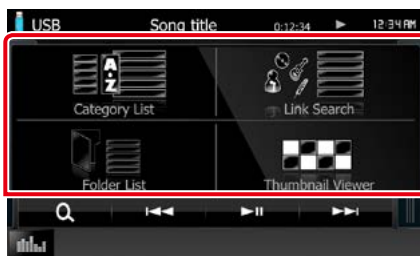 USB Song title 0:12:34 12:34 AM
A-Z
Category List Link Search
Folder List Thumbnail Viewer